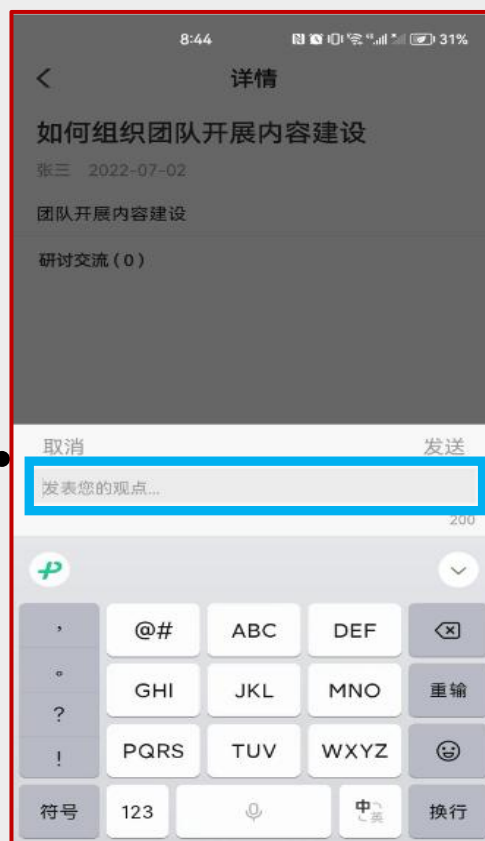 8:44 31%
详情
如何组织团队开展内容建设
张三 2022-07-02
团队开展内容建设
研讨交流(0)
取消 发送
发表您的观点...
200
， @# ABC DEF
。 GHI JKL MNO 重输
?
! PQRS TUV WXYZ
符号 123 中英 换行